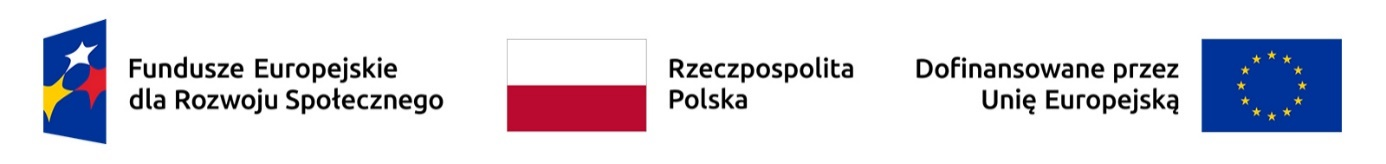 Fundusze Europejskie
dla Rozwoju Społecznego
Rzeczpospolita
Polska
Dofinansowane przez
Unię Europejską